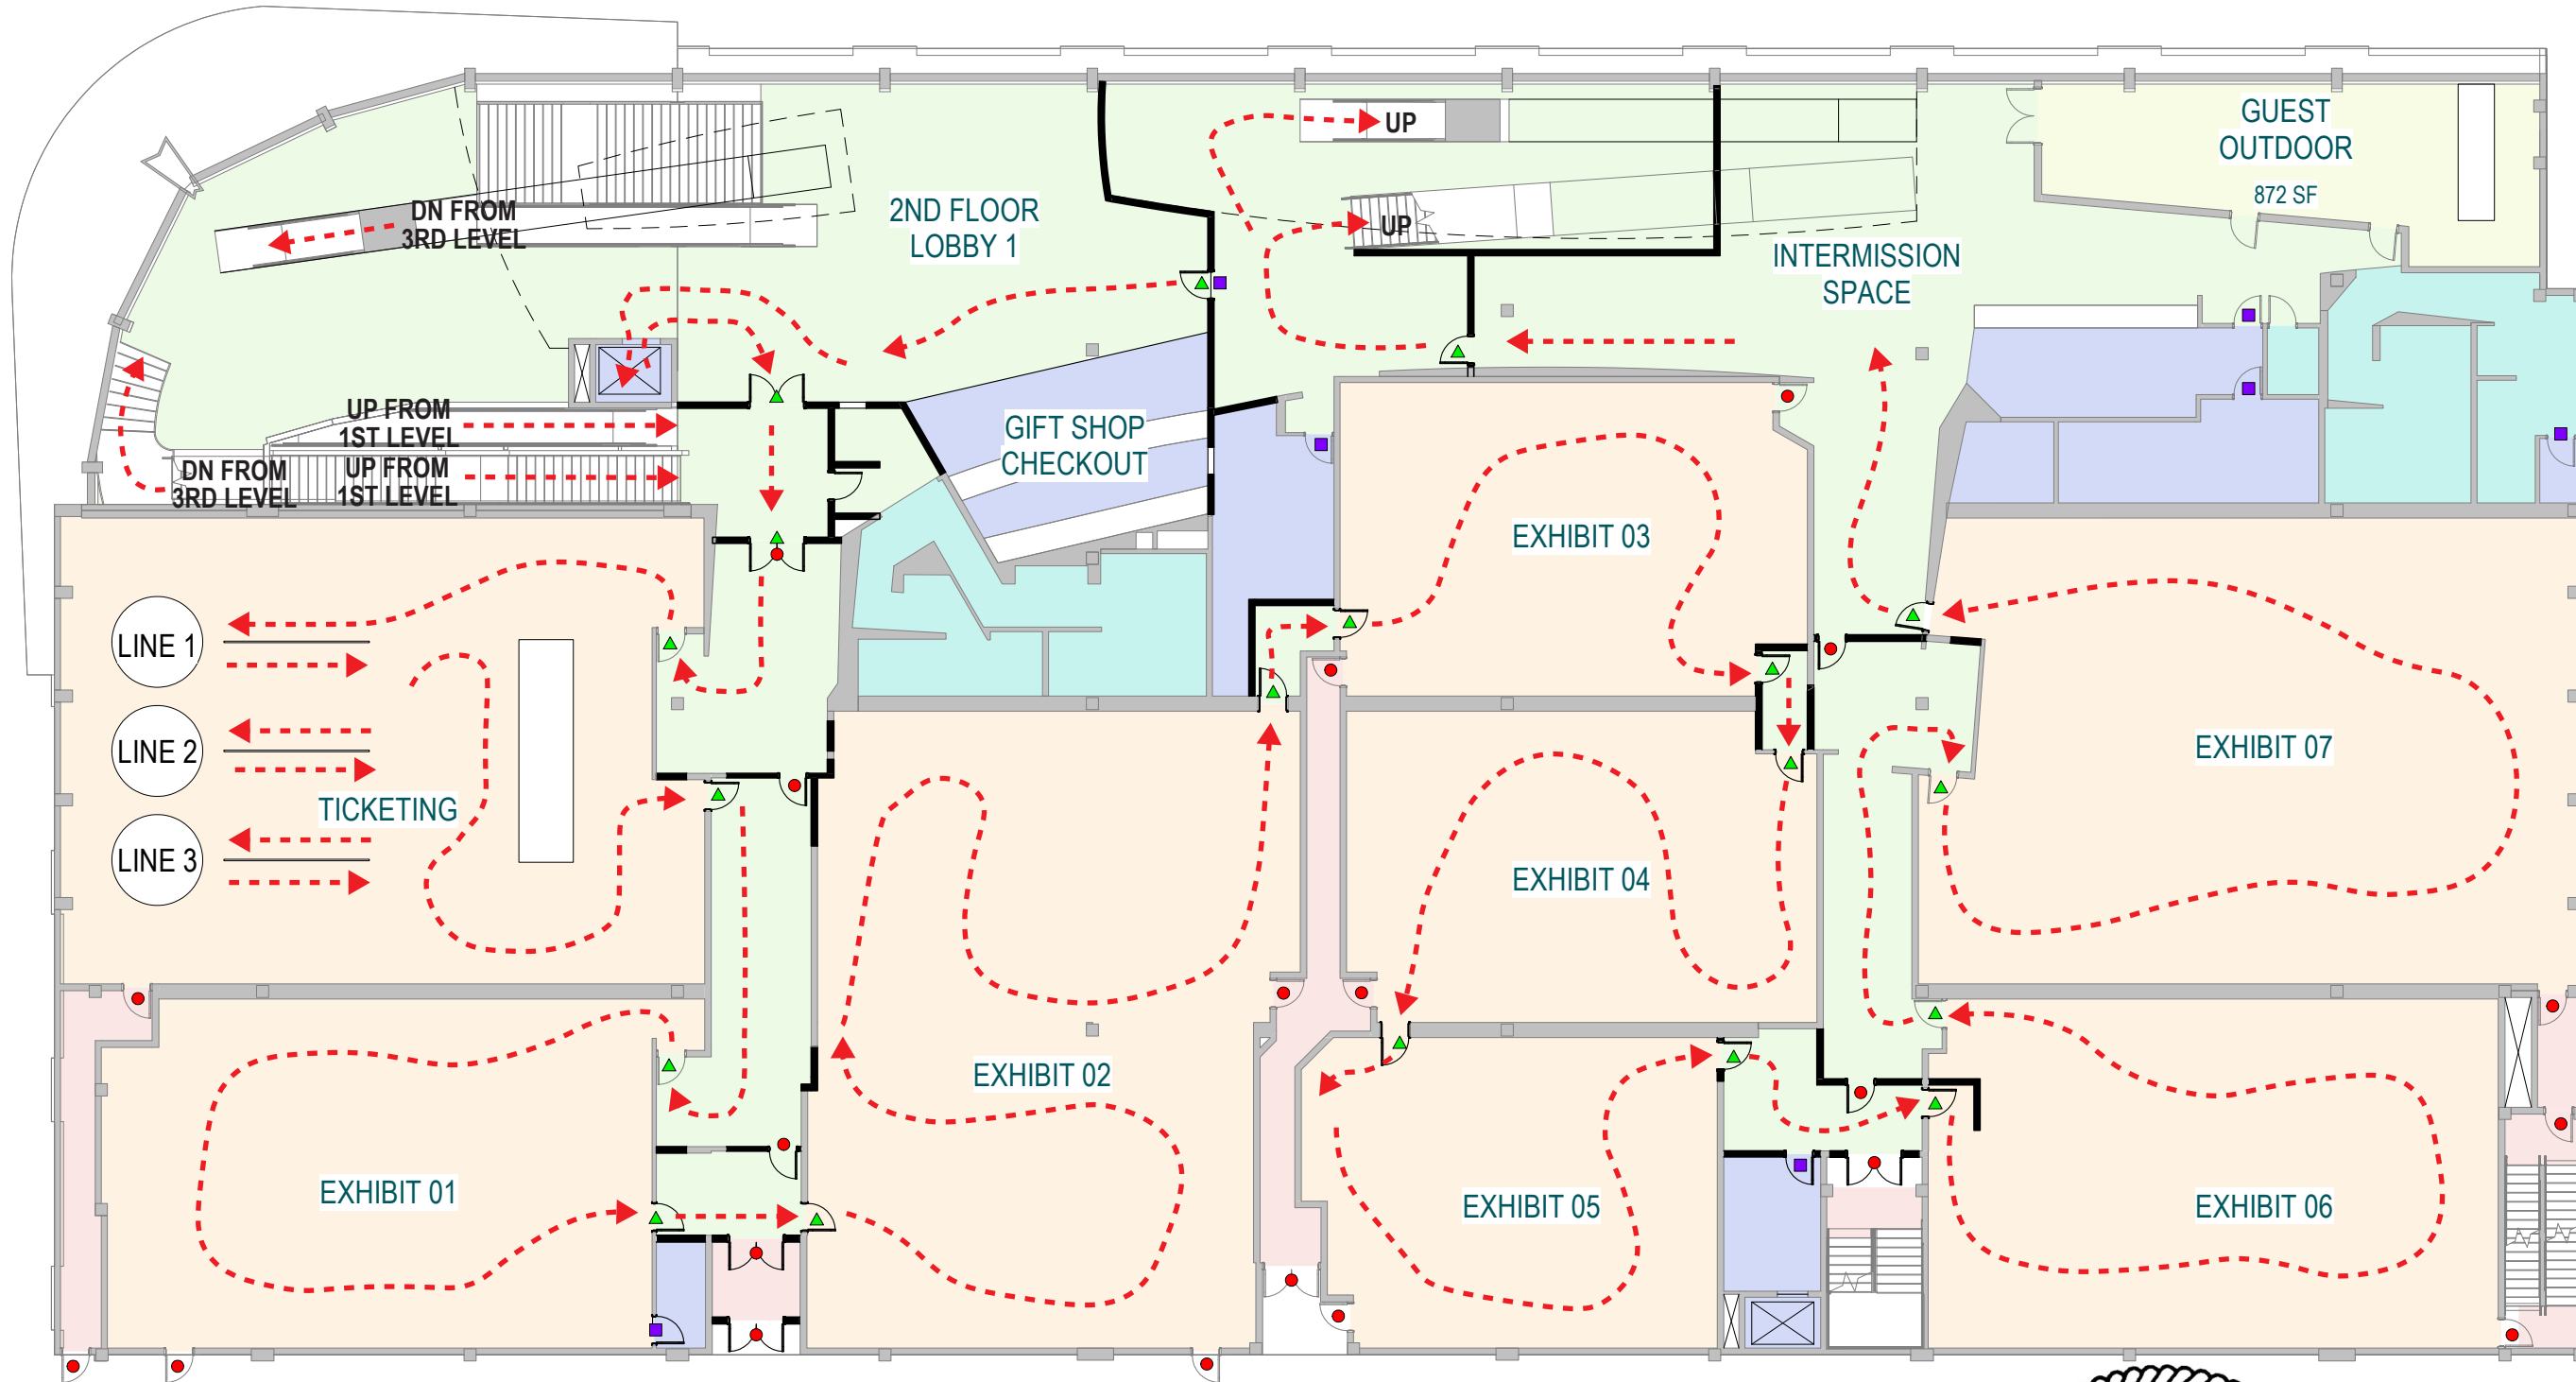 GUEST
OUTDOOR
872 SF
UP
2ND FLOOR
LOBBY 1
DN FROM
3RD LEVEL
UP
INTERMISSION
SPACE
UP FROM
1ST LEVEL
GIFT SHOP
CHECKOUT
DN FROM
3RD LEVEL
UP FROM
1ST LEVEL
EXHIBIT 03
LINE 1
LINE 2
EXHIBIT 07
TICKETING
LINE 3
EXHIBIT 04
EXHIBIT 02
EXHIBIT 01
EXHIBIT 05
EXHIBIT 06